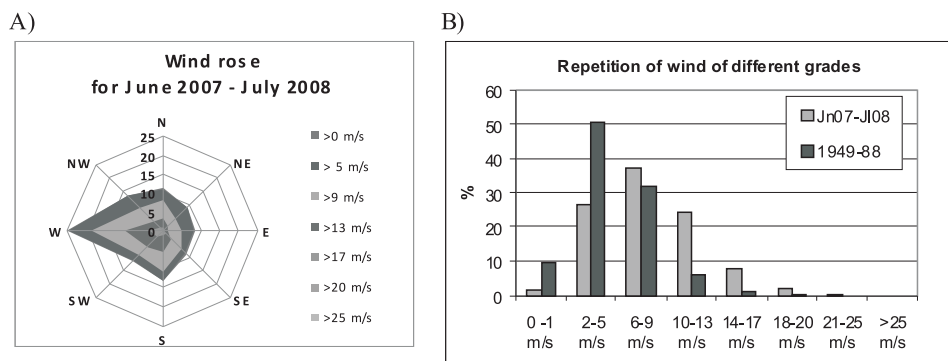 A)
Wind rose
for June 2007 - July 2008
N
NE
E
SE
S
SW
W
NW
25
20
15
10
5
0
>0 m/s
> 5 m/s
>9 m/s
>13 m/s
>17 m/s
>20 m/s
>25 m/s
B)
Repetition of wind of different grades
%
60
50
40
30
20
10
0
Jn07-Jl08
1949-88
0 -1 2-5 6-9 10-13 14-17 18-20 21-25 >25
m/s m/s m/s m/s m/s m/s m/s m/s